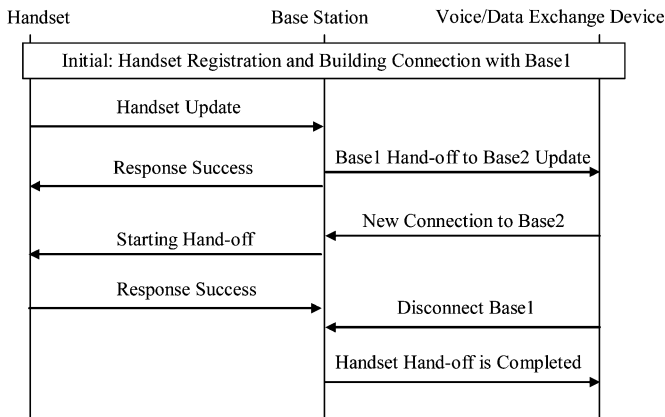 Handset
Base Station
Voice/Data Exchange Device
Initial: Handset Registration and Building Connection with Base1
Handset Update
Base1 Hand-off to Base2 Update
Response Success
New Connection to Base2
Starting Hand-off
Response Success
Disconnect Base1
Handset Hand-off is Completed